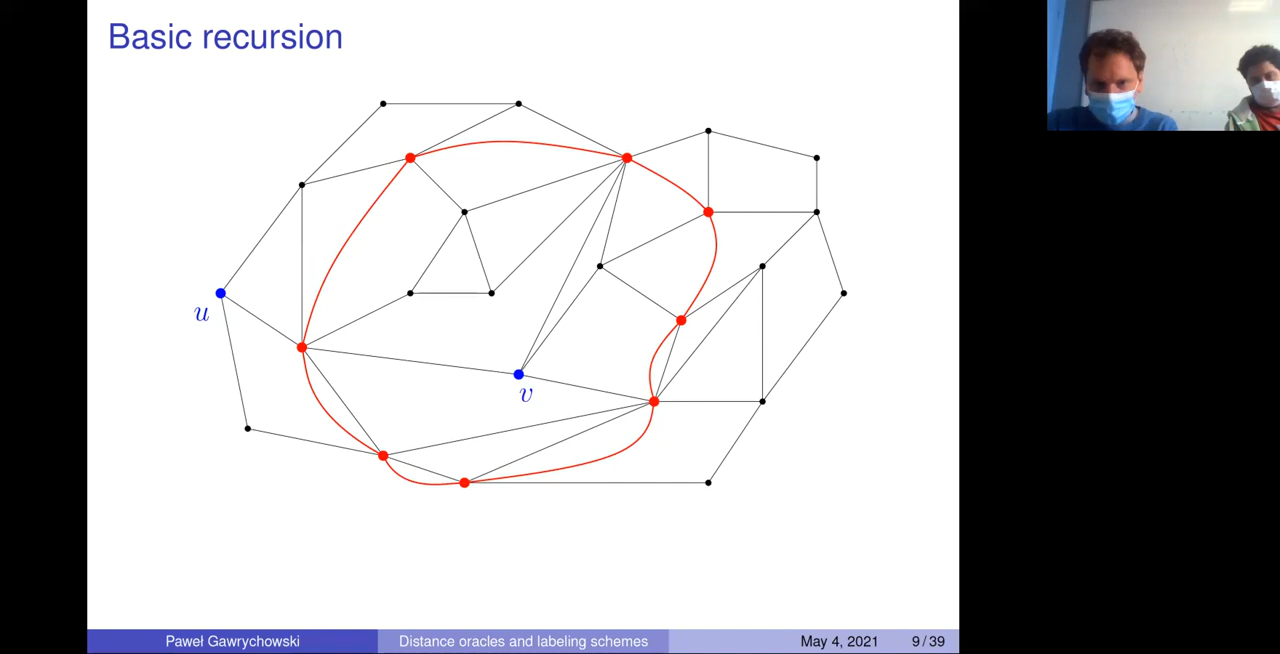 Basic recursion
u
v
Paweł Gawrychowski
Distance oracles and labeling schemes
May 4, 2021
9 / 39